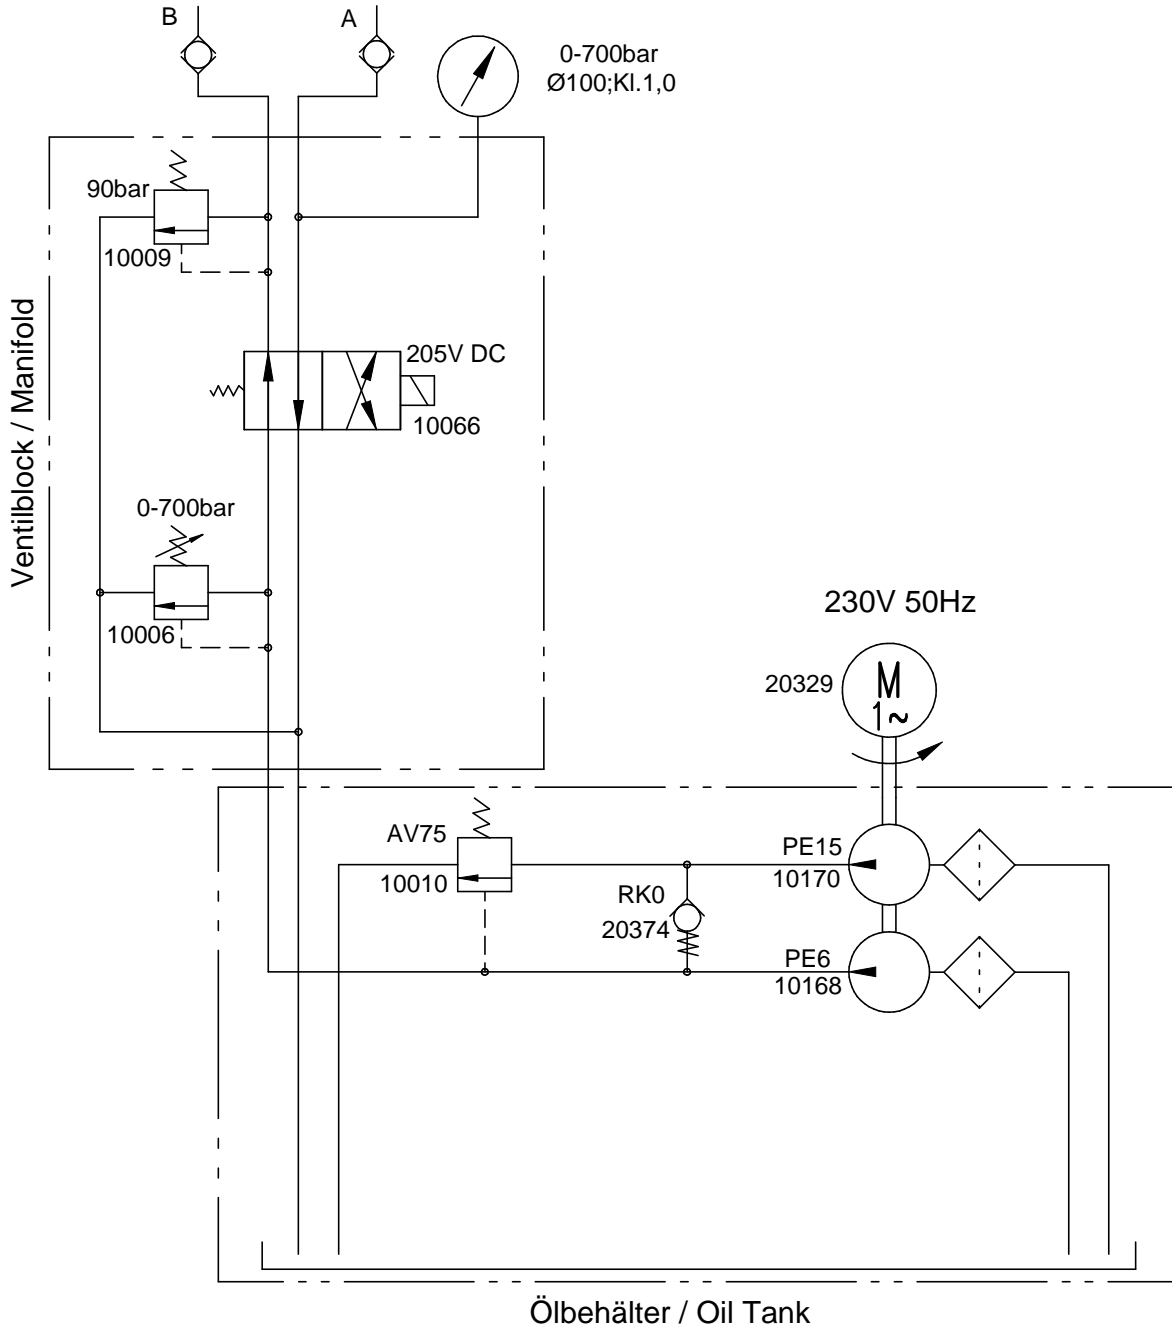 B
A
0-700bar
Ø100;Kl.1,0
90bar
10009
Ventilblock / Manifold
205V DC
10066
0-700bar
10006
230V 50Hz
20329
M
1~
AV75
10010
PE15
10170
RK0
20374
PE6
10168
Ölbehälter / Oil Tank